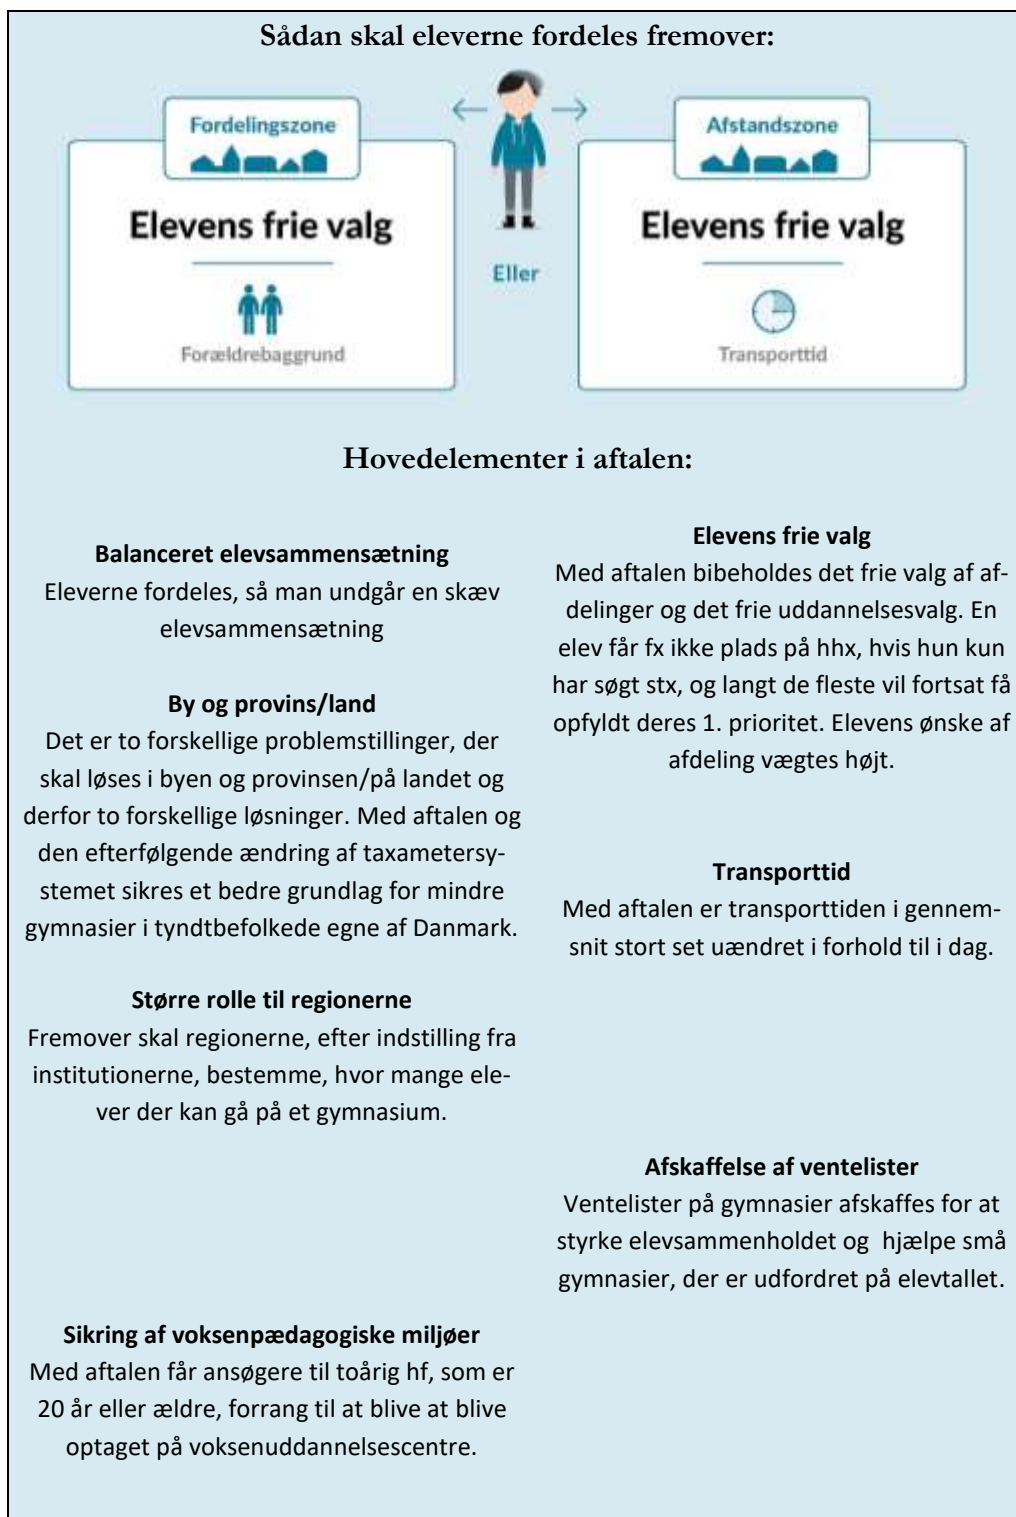 Sådan skal eleverne fordeles fremover:
Fordelingszone
Elevens frie valg
Forældrebaggrund
Eller
Afstandszone
Elevens frie valg
Transporttid
Hovedelementer i aftalen:
Balanceret elevsammensætning
Eleverne fordeles, så man undgår en skæv
elevsammensætning
By og provins/land
Det er to forskellige problemstillinger, der
skal løses i byen og provinsen/på landet og
derfor to forskellige løsninger. Med aftalen og
den efterfølgende ændring af taxametersy-
stemet sikres et bedre grundlag for mindre
gymnasier i tyndtbefolkede egne af Danmark.
Større rolle til regionerne
Fremover skal regionerne, efter indstilling fra
institutionerne, bestemme, hvor mange ele-
ver der kan gå på et gymnasium.
Sikring af voksenpædagogiske miljøer
Med aftalen får ansøgere til toårig hf, som er
20 år eller ældre, forrang til at blive at blive
optaget på voksenuddannelsescentre.
Elevens frie valg
Med aftalen bibeholdes det frie valg af af-
delinger og det frie uddannelsesvalg. En
elev får fx ikke plads på hhx, hvis hun kun
har søgt stx, og langt de fleste vil fortsat få
opfyldt deres 1. prioritet. Elevens ønske af
afdeling vægtes højt.
Transporttid
Med aftalen er transporttiden i gennem-
snit stort set uændret i forhold til i dag.
Afskaffelse af ventelister
Ventelister på gymnasier afskaffes for at
styrke elevsammenholdet og  hjælpe små
gymnasier, der er udfordret på elevtallet.